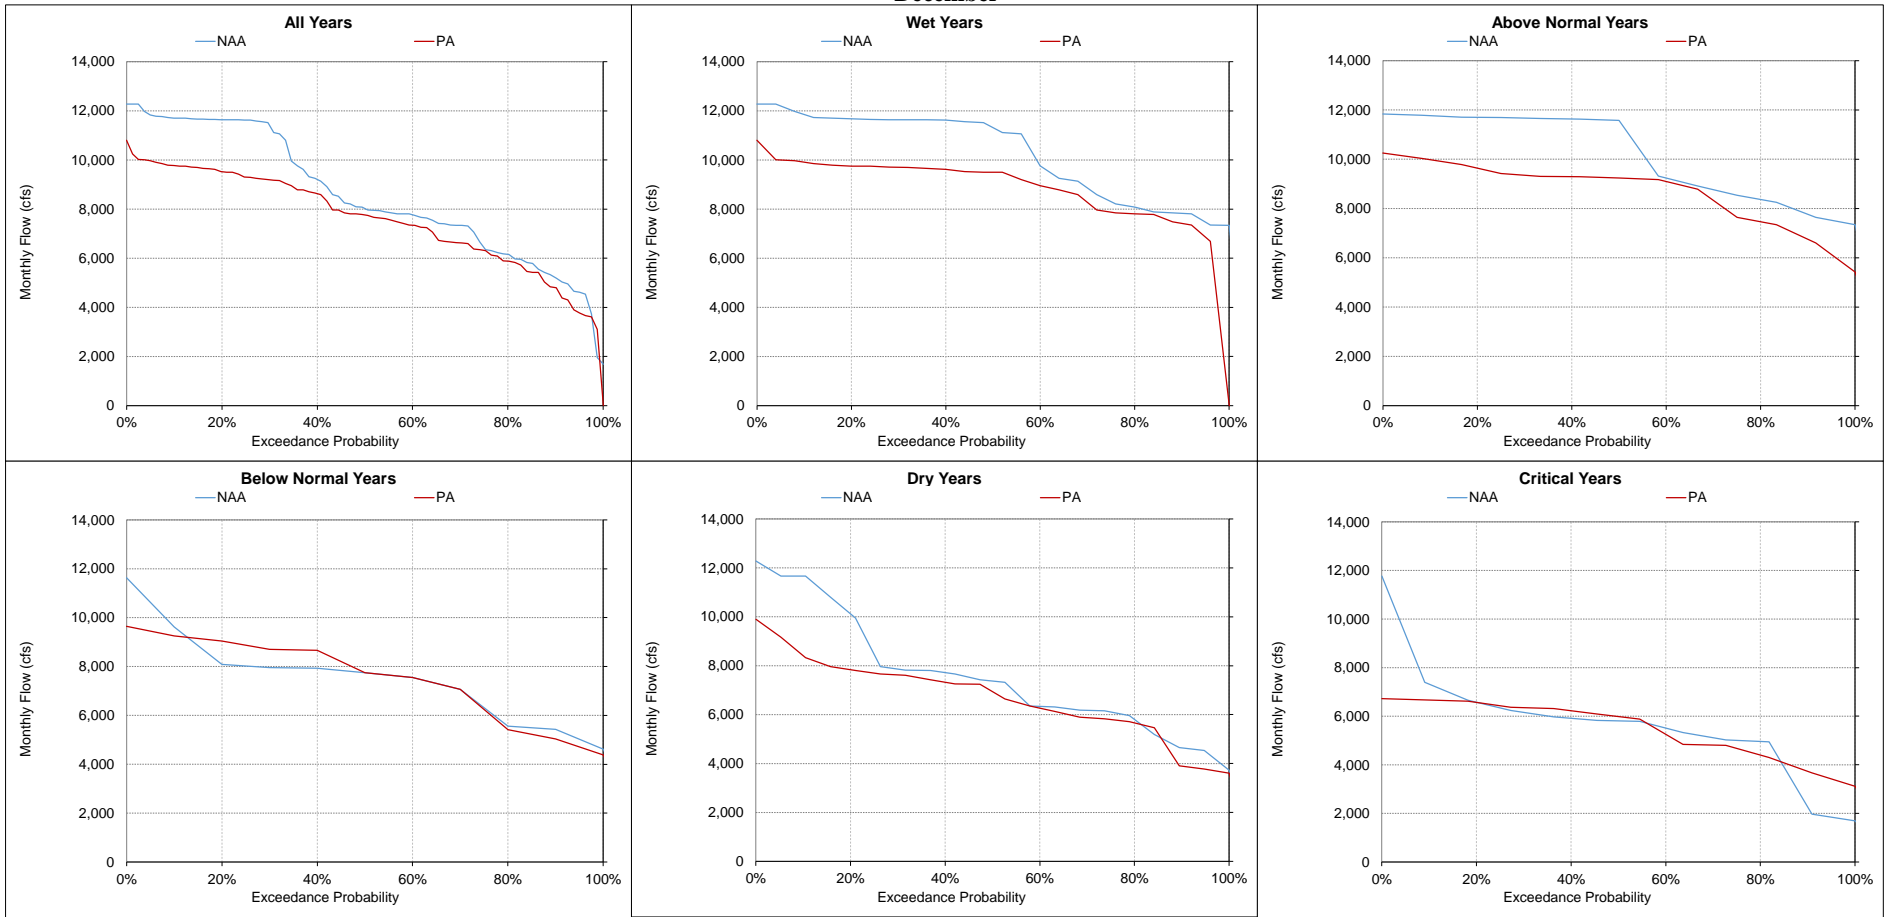 December
All Years
NAA PA
Monthly Flow (cfs)
14,000
12,000
10,000
8,000
6,000
4,000
2,000
0
0% 20% 40% 60% 80% 100%
Exceedance Probability
Wet Years
NAA PA
Monthly Flow (cfs)
14,000
12,000
10,000
8,000
6,000
4,000
2,000
0
0% 20% 40% 60% 80% 100%
Exceedance Probability
Above Normal Years
NAA PA
Monthly Flow (cfs)
14,000
12,000
10,000
8,000
6,000
4,000
2,000
0
0% 20% 40% 60% 80% 100%
Exceedance Probability
Below Normal Years
NAA PA
Monthly Flow (cfs)
14,000
12,000
10,000
8,000
6,000
4,000
2,000
0
0% 20% 40% 60% 80% 100%
Exceedance Probability
Dry Years
NAA PA
Monthly Flow (cfs)
14,000
12,000
10,000
8,000
6,000
4,000
2,000
0
0% 20% 40% 60% 80% 100%
Exceedance Probability
Critical Years
NAA PA
Monthly Flow (cfs)
14,000
12,000
10,000
8,000
6,000
4,000
2,000
0
0% 20% 40% 60% 80% 100%
Exceedance Probability